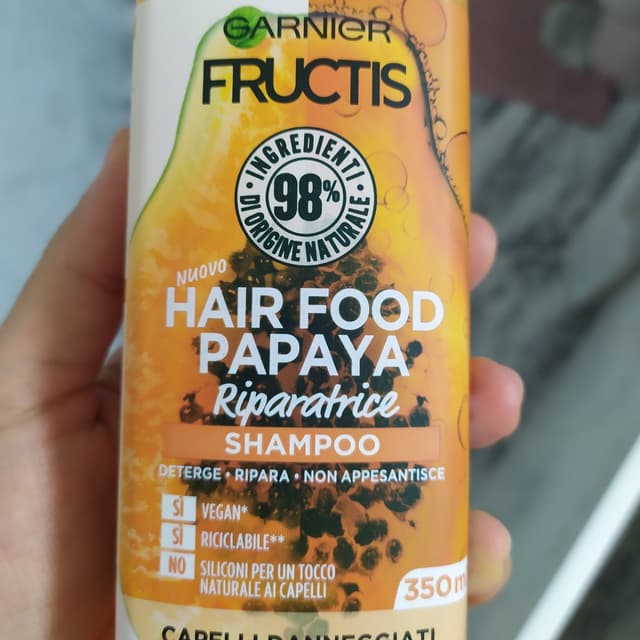 GARNIER
FRUCTIS
INGREDIENTI
98%
DI ORIGINE NATURALE
NUOVO
HAIR FOOD
PAPAYA
Riparatrice
SHAMPOO
DETERGE • RIPARA • NON APPESANTISCE
SÌ VEGAN*
SÌ RICICLABILE**
NO SILICONI PER UN TOCCO
NATURALE AI CAPELLI
350 m
CAPELLI DANNEGGIATI